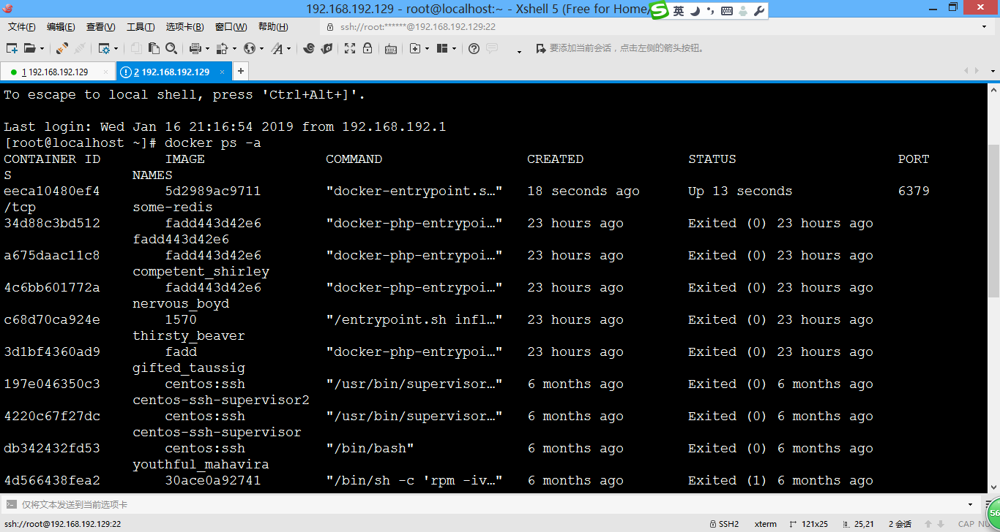 192.168.192.129 - root@localhost:~ - Xshell 5 (Free for Home/
英
文件(F) 编辑(E) 查看(V) 工具(T) 选项卡(B) 窗口(W) 帮助(H)
ssh://root:******@192.168.192.129:22
要添加当前会话，点击左侧的箭头按钮。
1 192.168.192.129 × 2 192.168.192.129 × +
To escape to local shell, press 'Ctrl+Alt+]'.
Last login: Wed Jan 16 21:16:54 2019 from 192.168.192.1
[root@localhost ~]# docker ps -a
CONTAINER ID IMAGE COMMAND CREATED STATUS PORT
S NAMES
eeca10480ef4 5d2989ac9711 "docker-entrypoint.s…" 18 seconds ago Up 13 seconds 6379
/tcp some-redis
34d88c3bd512 fadd443d42e6 "docker-php-entrypoi…" 23 hours ago Exited (0) 23 hours ago
fadd443d42e6
a675daac11c8 fadd443d42e6 "docker-php-entrypoi…" 23 hours ago Exited (0) 23 hours ago
competent_shirley
4c6bb601772a fadd443d42e6 "docker-php-entrypoi…" 23 hours ago Exited (0) 23 hours ago
nervous_boyd
c68d70ca924e 1570 "/entrypoint.sh infl…" 23 hours ago Exited (0) 23 hours ago
thirsty_beaver
3d1bf4360ad9 fadd "docker-php-entrypoi…" 23 hours ago Exited (0) 23 hours ago
gifted_taussig
197e046350c3 centos:ssh "/usr/bin/supervisor…" 6 months ago Exited (0) 6 months ago
centos-ssh-supervisor2
4220c67f27dc centos:ssh "/usr/bin/supervisor…" 6 months ago Exited (0) 6 months ago
centos-ssh-supervisor
db342432fd53 centos:ssh "/bin/bash" 6 months ago Exited (0) 6 months ago
youthful_mahavira
4d566438fea2 30ace0a92741 "/bin/sh -c 'rpm -iv…" 6 months ago Exited (1) 6 months ago
仅将文本发送到当前选项卡
56
ssh://root@192.168.192.129:22 SSH2 xterm 121x25 25,21 2 会话 CAP NU